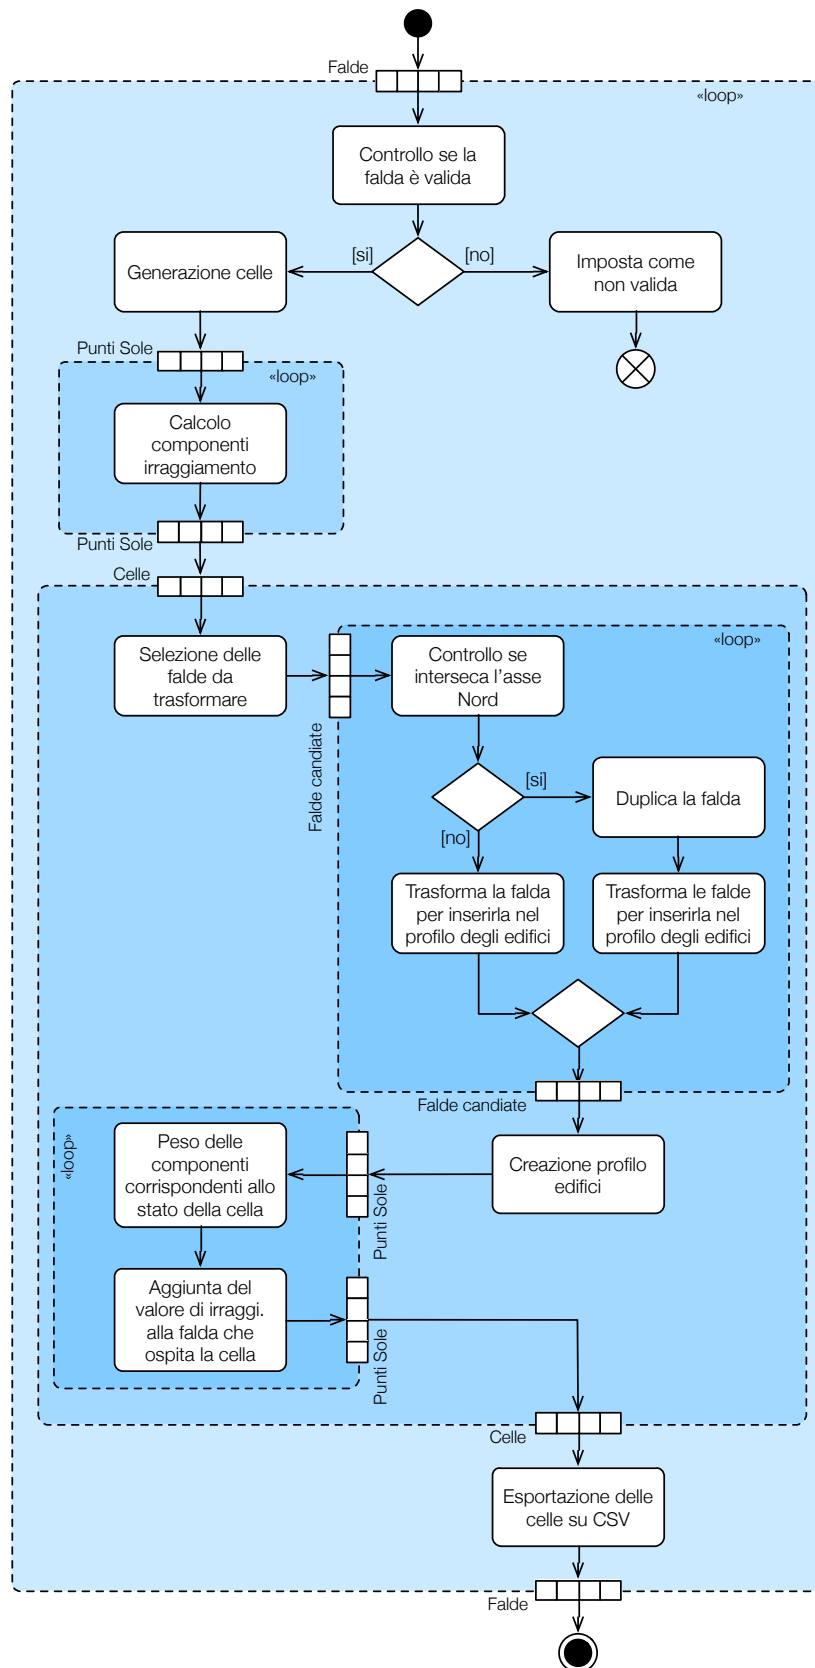 Falde
«loop»
Controllo se la
falda è valida
[si]
[no]
Generazione celle
Imposta come
non valida
Punti Sole
«loop»
Calcolo
componenti
irraggiamento
Punti Sole
Celle
«loop»
Selezione delle
falde da
trasformare
Falde candiate
Controllo se
interseca l'asse
Nord
[si]
Duplica la falda
[no]
Trasforma la falda
per inserirla nel
profilo degli edifici
Trasforma le falde
per inserirla nel
profilo degli edifici
Falde candiate
«loop»
Peso delle
componenti
corrispondenti allo
stato della cella
Punti Sole
Creazione profilo
edifici
Aggiunta del
valore di irraggi.
alla falda che
ospita la cella
Punti Sole
Celle
Esportazione delle
celle su CSV
Falde